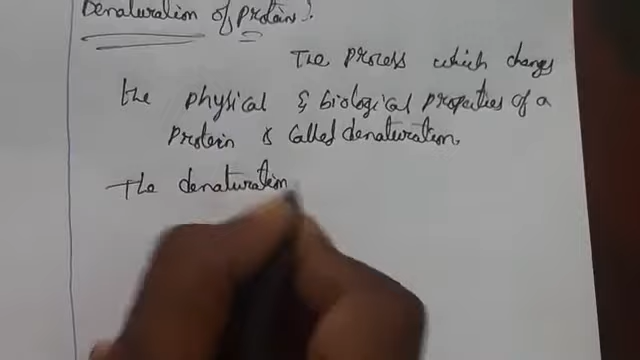 Denaturation of protein :
The process which changes
the physical & biological properties of a
protein is called denaturation.
The denaturation